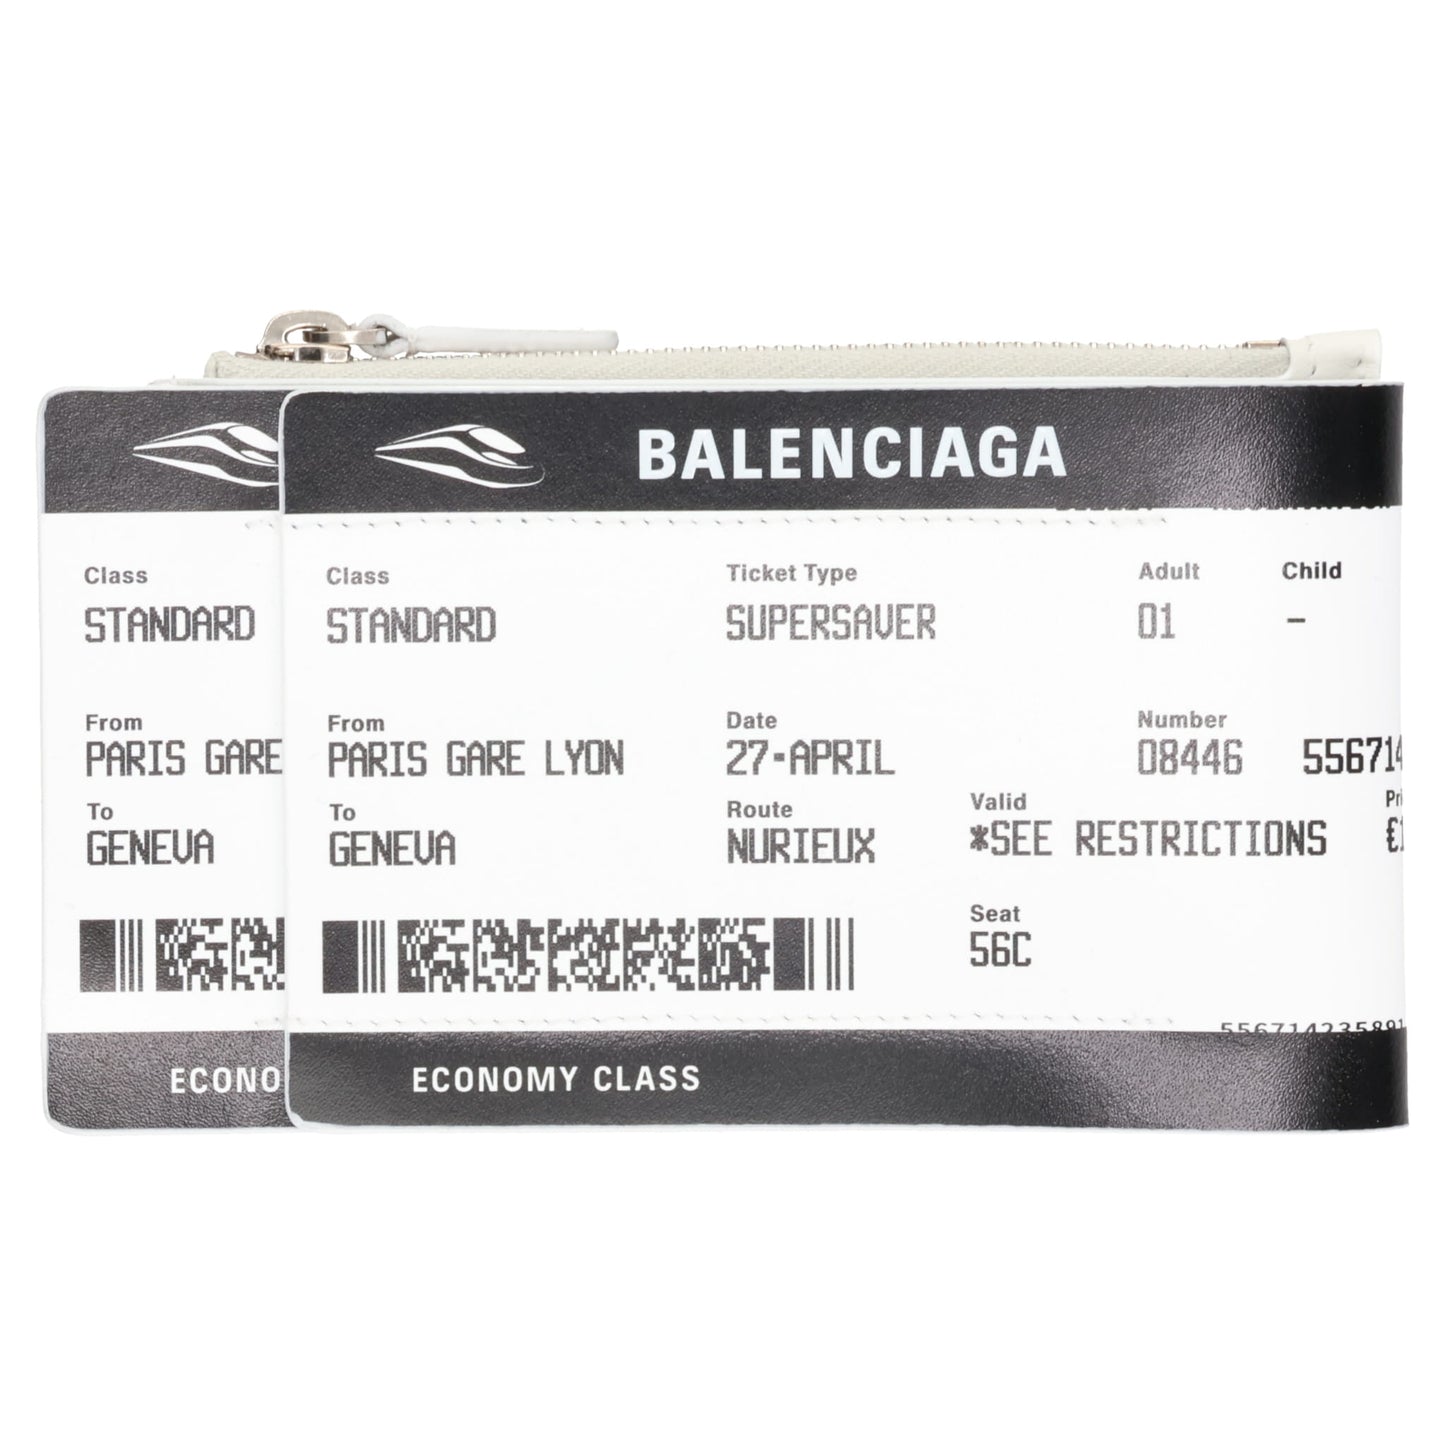 BALENCIAGA
Class Class Ticket Type Adult Child
STANDARD STANDARD SUPERSAVER 01 –
From From Date Number
PARIS GARE PARIS GARE LYON 27-APRIL 08446
To To Route Valid
GENEVA GENEVA NURIEUX *SEE RESTRICTIONS
Seat
56C
ECONOMY CLASS